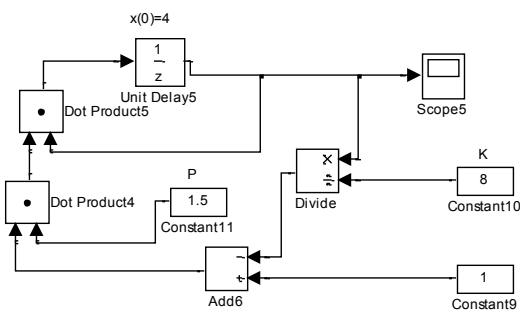 x(0)=4
1
z
Unit Delay5
Scope5
Dot Product5
P
1.5
Constant11
×
÷
Divide
K
8
Constant10
Dot Product4
−
+
Add6
1
Constant9